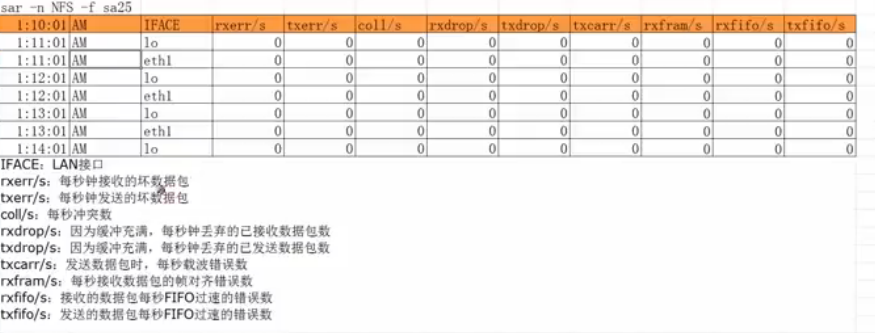 sar -n NFS -f sa25
1:10:01 AM IFACE rxerr/s txerr/s coll/s rxdrop/s txdrop/s txcarr/s rxfram/s rxfifo/s txfifo/s
1:11:01 AM lo 0 0 0 0 0 0 0 0 0
1:11:01 AM eth1 0 0 0 0 0 0 0 0 0
1:12:01 AM lo 0 0 0 0 0 0 0 0 0
1:12:01 AM eth1 0 0 0 0 0 0 0 0 0
1:13:01 AM lo 0 0 0 0 0 0 0 0 0
1:13:01 AM eth1 0 0 0 0 0 0 0 0 0
1:14:01 AM lo 0 0 0 0 0 0 0 0 0
IFACE：LAN接口
rxerr/s：每秒钟接收的坏数据包
txerr/s：每秒钟发送的坏数据包
coll/s：每秒冲突数
rxdrop/s：因为缓冲充满，每秒钟丢弃的已接收数据包数
txdrop/s：因为缓冲充满，每秒钟丢弃的已发送数据包数
txcarr/s：发送数据包时，每秒载波错误数
rxfram/s：每秒接收数据包的帧对齐错误数
rxfifo/s：接收的数据包每秒FIFO过速的错误数
txfifo/s：发送的数据包每秒FIFO过速的错误数